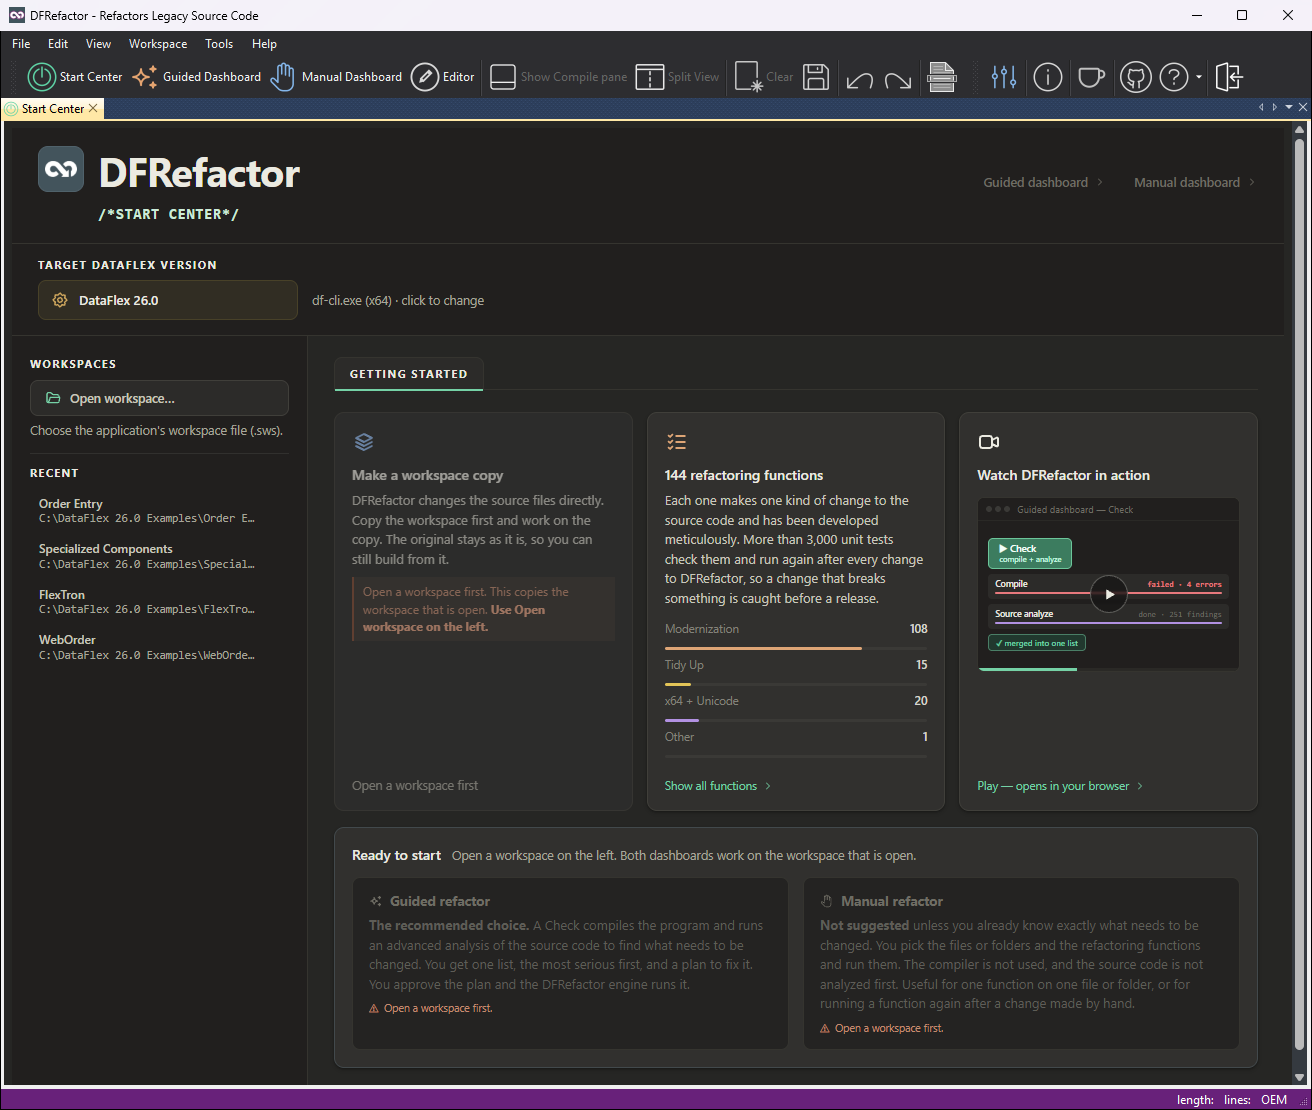 DFRefactor - Refactors Legacy Source Code
File Edit View Workspace Tools Help
Start Center Guided Dashboard Manual Dashboard Editor Show Compile pane Split View Clear
Start Center
DFRefactor
/*START CENTER*/
Guided dashboard
Manual dashboard
TARGET DATAFLEX VERSION
DataFlex 26.0
df-cli.exe (x64) · click to change
WORKSPACES
Open workspace...
Choose the application's workspace file (.sws).
RECENT
Order Entry
C:\DataFlex 26.0 Examples\Order E…
Specialized Components
C:\DataFlex 26.0 Examples\Special…
FlexTron
C:\DataFlex 26.0 Examples\FlexTro…
WebOrder
C:\DataFlex 26.0 Examples\WebOrde…
GETTING STARTED
Make a workspace copy
DFRefactor changes the source files directly.
Copy the workspace first and work on the
copy. The original stays as it is, so you can
still build from it.
Open a workspace first. This copies the
workspace that is open. Use Open
workspace on the left.
Open a workspace first
144 refactoring functions
Each one makes one kind of change to the
source code and has been developed
meticulously. More than 3,000 unit tests
check them and run again after every change
to DFRefactor, so a change that breaks
something is caught before a release.
Modernization 108
Tidy Up 15
x64 + Unicode 20
Other 1
Show all functions
Watch DFRefactor in action
Guided dashboard — Check
Check
compile + analyze
Compile failed · 4 errors
Source analyze done · 251 findings
✓ merged into one list
Play — opens in your browser
Ready to start Open a workspace on the left. Both dashboards work on the workspace that is open.
Guided refactor
The recommended choice. A Check compiles the program and runs
an advanced analysis of the source code to find what needs to be
changed. You get one list, the most serious first, and a plan to fix it.
You approve the plan and the DFRefactor engine runs it.
Open a workspace first.
Manual refactor
Not suggested unless you already know exactly what needs to be
changed. You pick the files or folders and the refactoring functions
and run them. The compiler is not used, and the source code is not
analyzed first. Useful for one function on one file or folder, or for
running a function again after a change made by hand.
Open a workspace first.
length: lines: OEM